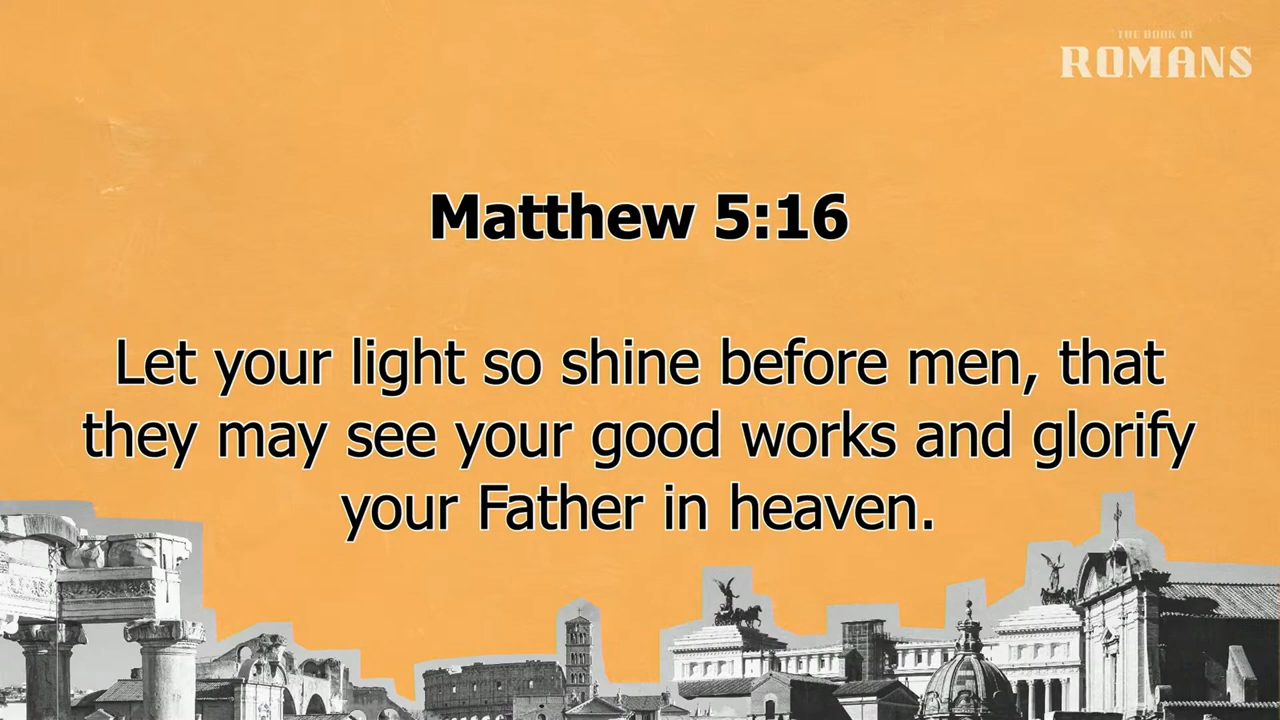 THE BOOK OF
ROMANS
Matthew 5:16
Let your light so shine before men, that
they may see your good works and glorify
your Father in heaven.